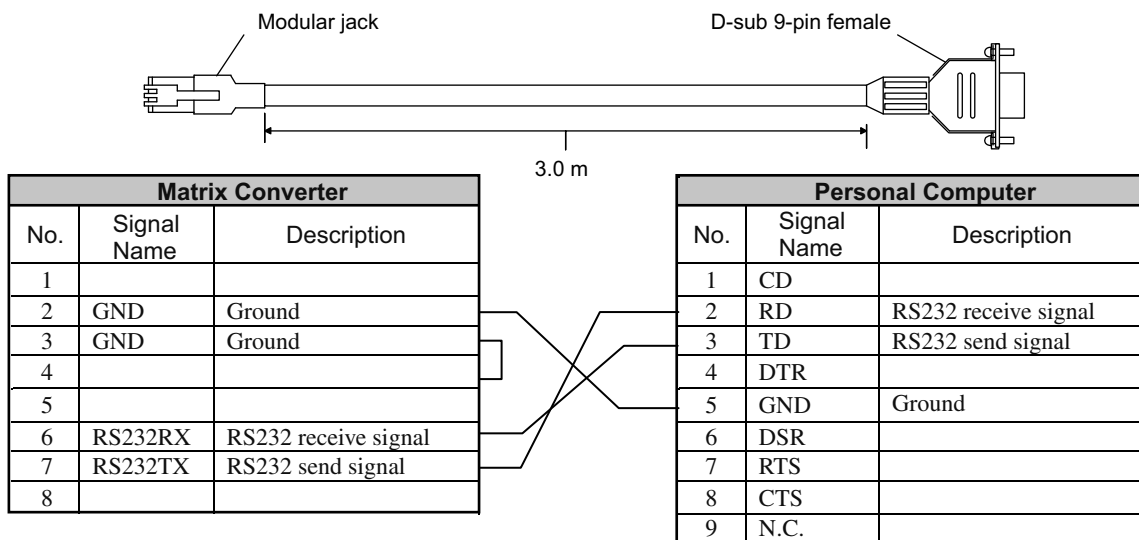 Modular jack
D-sub 9-pin female
3.0 m
Matrix Converter
No. Signal Name Description
1
2 GND Ground
3 GND Ground
4
5
6 RS232RX RS232 receive signal
7 RS232TX RS232 send signal
8
Personal Computer
No. Signal Name Description
1 CD
2 RD RS232 receive signal
3 TD RS232 send signal
4 DTR
5 GND Ground
6 DSR
7 RTS
8 CTS
9 N.C.